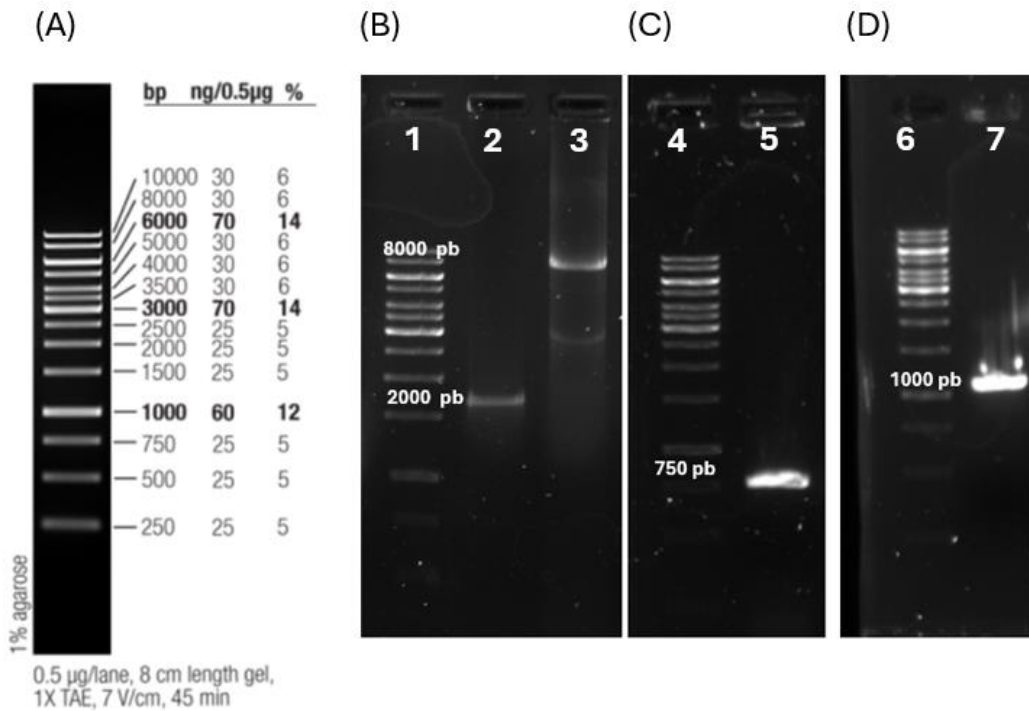 (A)
(B)
(C)
(D)
bp ng/0.5µg %
10000 30 6
8000 30 6
6000 70 14
5000 30 6
4000 30 6
3500 30 6
3000 70 14
2500 25 5
2000 25 5
1500 25 5
1000 60 12
750 25 5
500 25 5
250 25 5
1% agarose
0.5 µg/lane, 8 cm length gel,
1X TAE, 7 V/cm, 45 min
1 2 3
8000 pb
2000 pb
4 5
750 pb
6 7
1000 pb